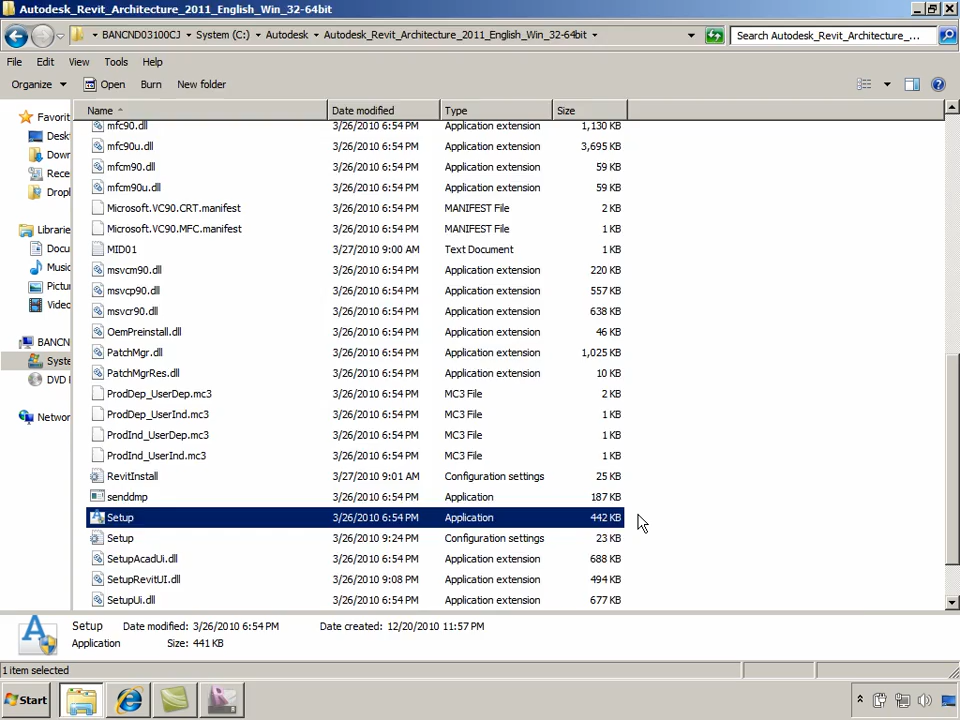 Autodesk_Revit_Architecture_2011_English_Win_32-64bit
BANCND03100CJ System (C:) Autodesk Autodesk_Revit_Architecture_2011_English_Win_32-64bit Search Autodesk_Revit_Architecture_...
File Edit View Tools Help
Organize Open Burn New folder
Name Date modified Type Size
Favorit
Desk
Down
Rece
Dropl
Librarie
Docu
Music
Pictu
Video
BANCN
Syste
DVD
Networ
mfc90.dll 3/26/2010 6:54 PM Application extension 1,130 KB
mfc90u.dll 3/26/2010 6:54 PM Application extension 3,695 KB
mfcm90.dll 3/26/2010 6:54 PM Application extension 59 KB
mfcm90u.dll 3/26/2010 6:54 PM Application extension 59 KB
Microsoft.VC90.CRT.manifest 3/26/2010 6:54 PM MANIFEST File 2 KB
Microsoft.VC90.MFC.manifest 3/26/2010 6:54 PM MANIFEST File 1 KB
MID01 3/27/2010 9:00 AM Text Document 1 KB
msvcm90.dll 3/26/2010 6:54 PM Application extension 220 KB
msvcp90.dll 3/26/2010 6:54 PM Application extension 557 KB
msvcr90.dll 3/26/2010 6:54 PM Application extension 638 KB
OemPreinstall.dll 3/26/2010 6:54 PM Application extension 46 KB
PatchMgr.dll 3/26/2010 6:54 PM Application extension 1,025 KB
PatchMgrRes.dll 3/26/2010 6:54 PM Application extension 10 KB
ProdDep_UserDep.mc3 3/26/2010 6:54 PM MC3 File 2 KB
ProdDep_UserInd.mc3 3/26/2010 6:54 PM MC3 File 1 KB
ProdInd_UserDep.mc3 3/26/2010 6:54 PM MC3 File 1 KB
ProdInd_UserInd.mc3 3/26/2010 6:54 PM MC3 File 1 KB
RevitInstall 3/27/2010 9:01 AM Configuration settings 25 KB
senddmp 3/26/2010 6:54 PM Application 187 KB
Setup 3/26/2010 6:54 PM Application 442 KB
Setup 3/26/2010 9:24 PM Configuration settings 23 KB
SetupAcadUi.dll 3/26/2010 6:54 PM Application extension 688 KB
SetupRevitUI.dll 3/26/2010 9:08 PM Application extension 494 KB
SetupUi.dll 3/26/2010 6:54 PM Application extension 677 KB
Setup Date modified: 3/26/2010 6:54 PM Date created: 12/20/2010 11:57 PM
Application Size: 441 KB
1 item selected
Start